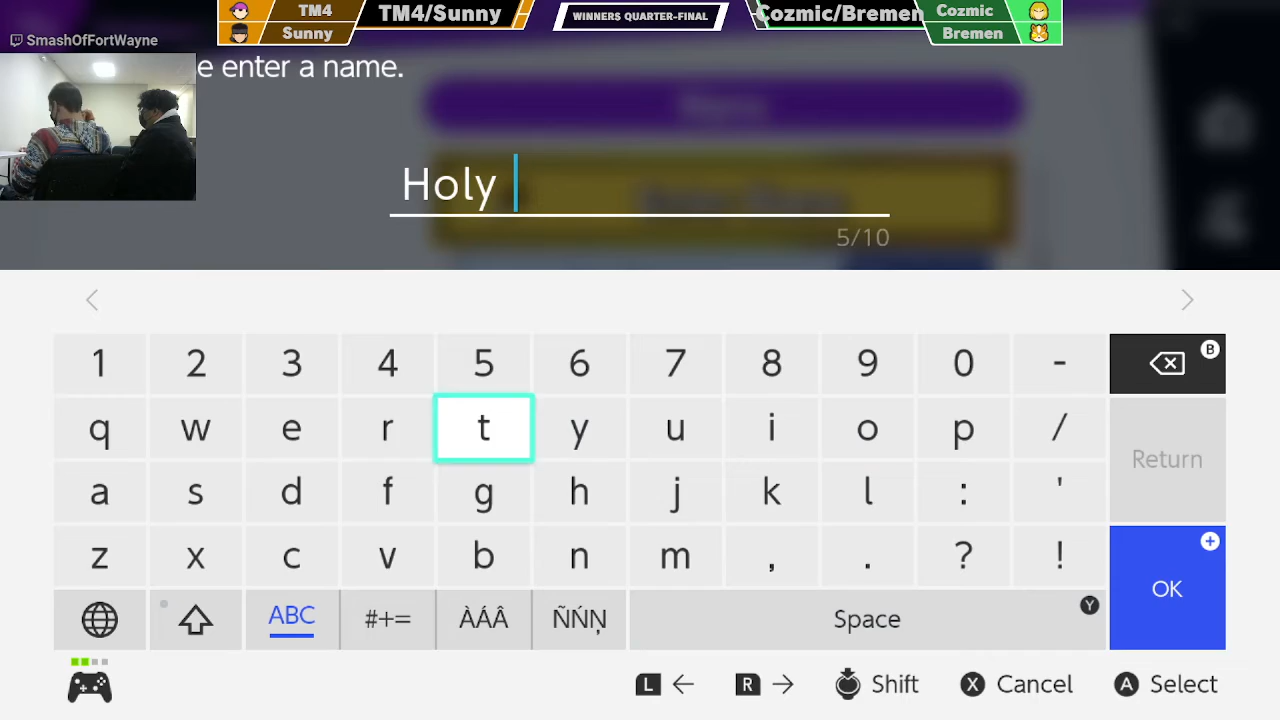 TM4
Sunny
TM4/Sunny
WINNERS QUARTER-FINAL
Cozmic/Bremen
Cozmic
Bremen
SmashOfFortWayne
e enter a name.
Holy
5/10
1 2 3 4 5 6 7 8 9 0 - B
q w e r t y u i o p / Return
a s d f g h j k l : '
z x c v b n m , . ? ! +
OK
ABC #+= ÀÁÂ ÑŃŅ Space Y
L ← R → Shift X Cancel A Select